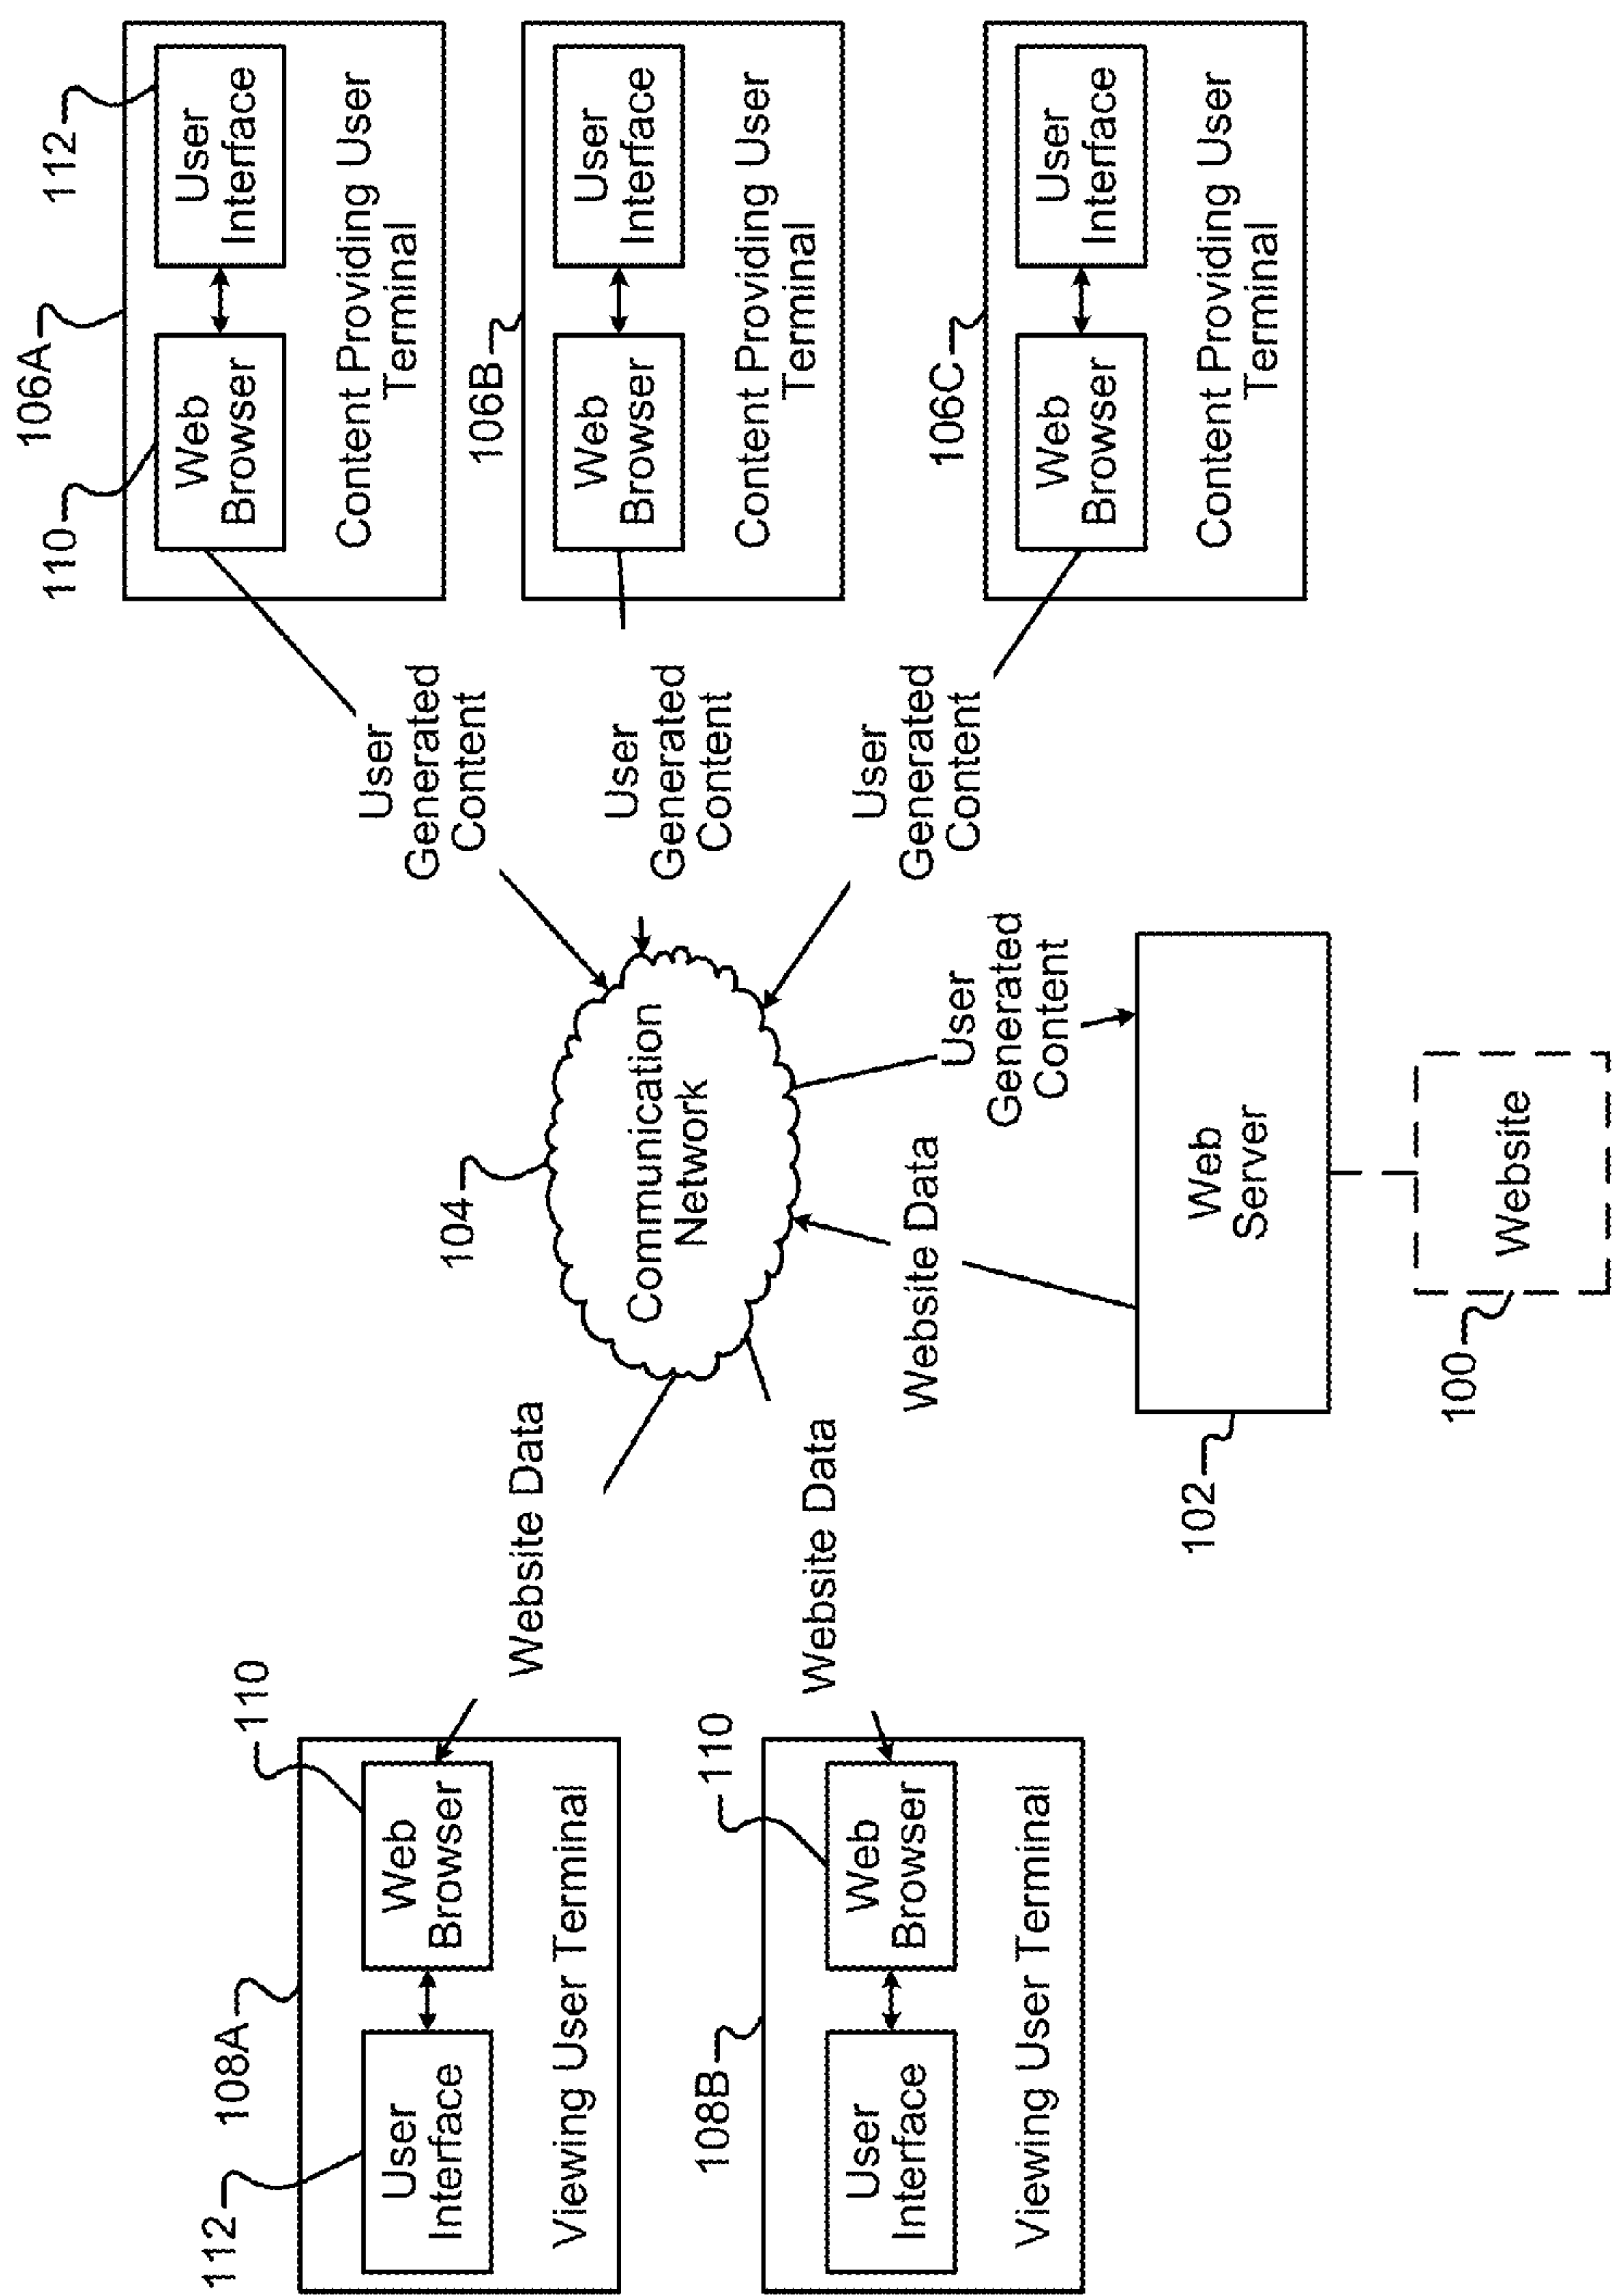 108A
112
User
Interface
110
Web
Browser
Viewing User Terminal
108B
User
Interface
110
Web
Browser
Viewing User Terminal
Website Data
Website Data
104
Communication
Network
Website Data
User
Generated
Content
102
Web
Server
100
Website
User
Generated
Content
User
Generated
Content
User
Generated
Content
106A
110
Web
Browser
112
User
Interface
Content Providing User
Terminal
106B
Web
Browser
User
Interface
Content Providing User
Terminal
106C
Web
Browser
User
Interface
Content Providing User
Terminal